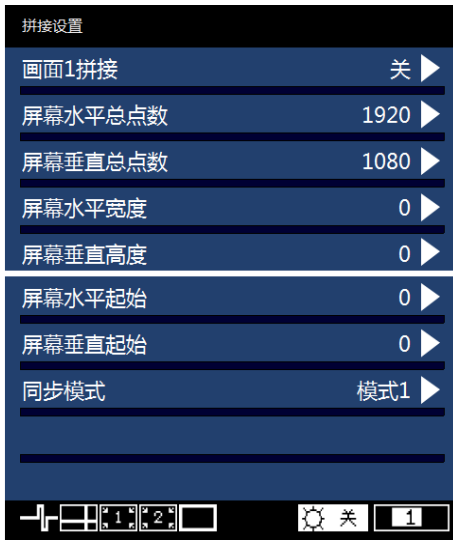 拼接设置
画面1拼接 关
屏幕水平总点数 1920
屏幕垂直总点数 1080
屏幕水平宽度 0
屏幕垂直高度 0
屏幕水平起始 0
屏幕垂直起始 0
同步模式 模式1
1 2 关 1